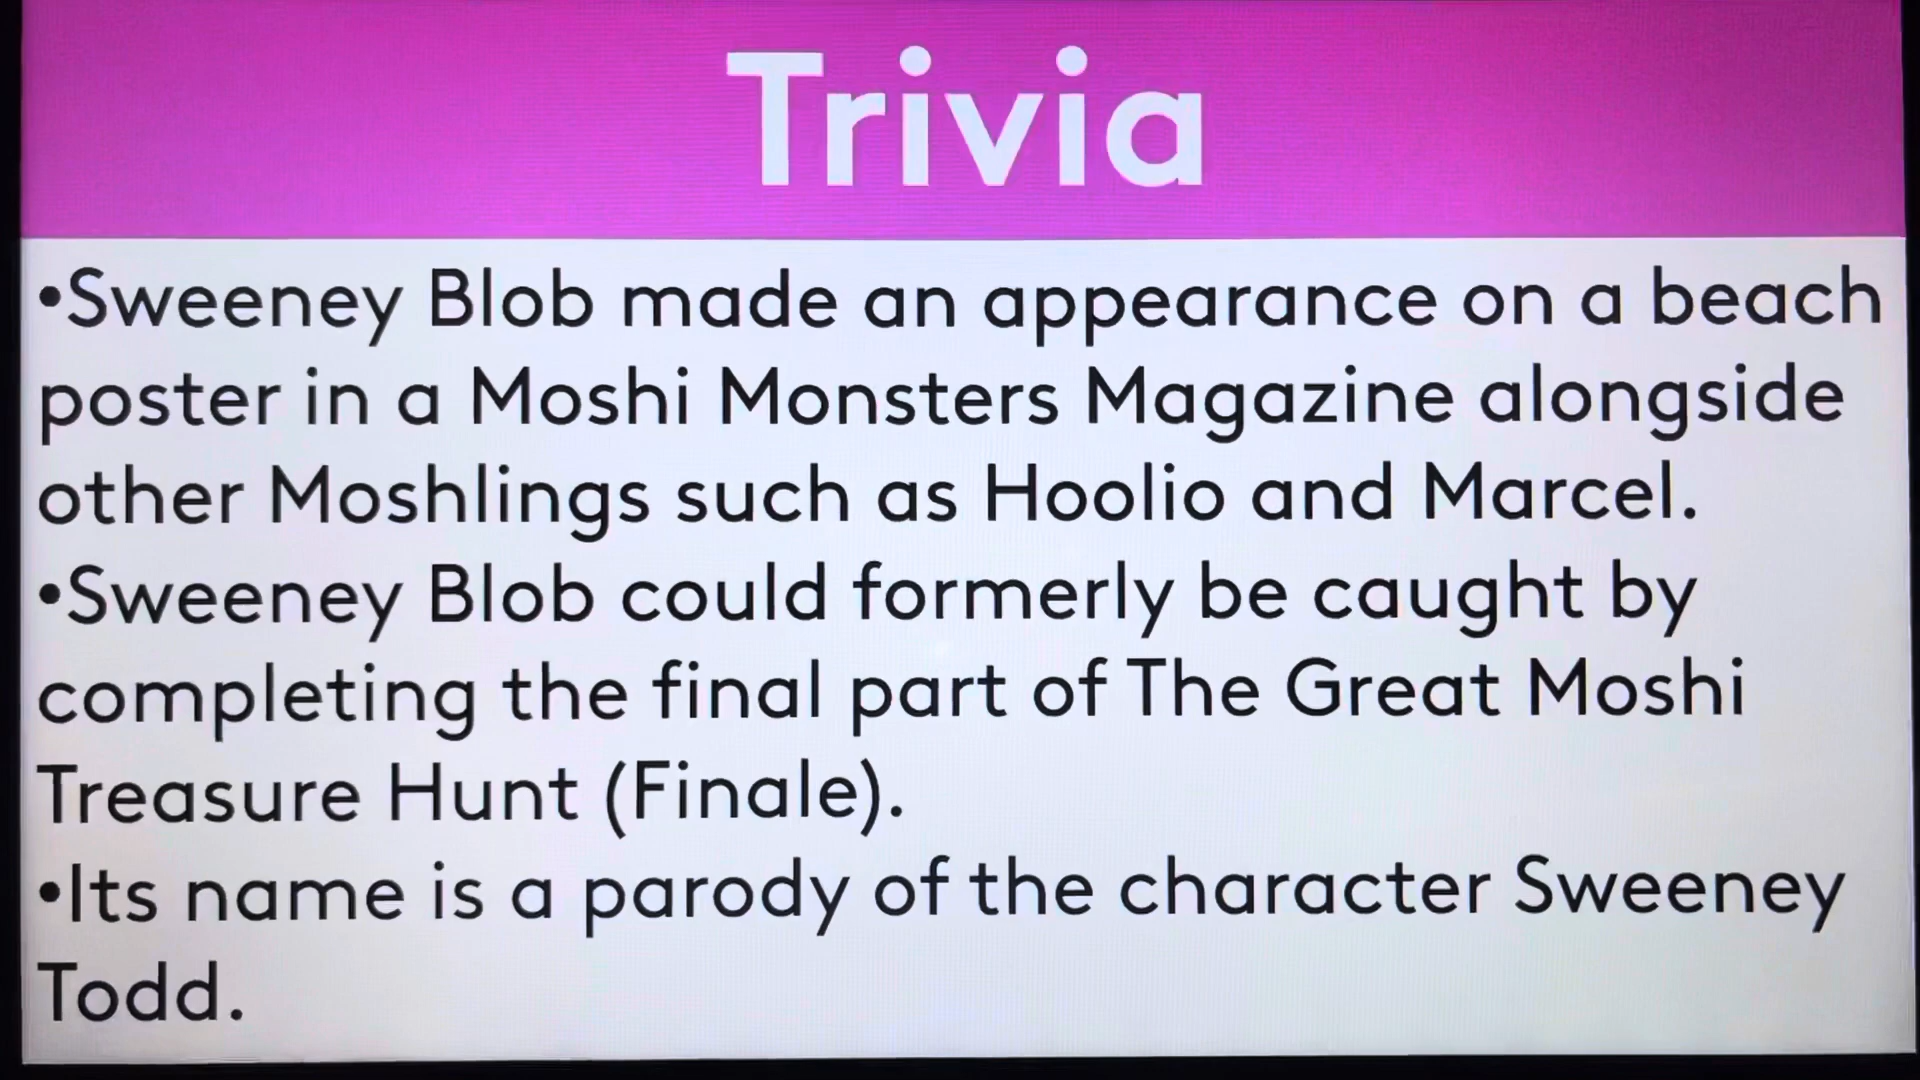 Trivia
•Sweeney Blob made an appearance on a beach
poster in a Moshi Monsters Magazine alongside
other Moshlings such as Hoolio and Marcel.
•Sweeney Blob could formerly be caught by
completing the final part of The Great Moshi
Treasure Hunt (Finale).
•Its name is a parody of the character Sweeney
Todd.